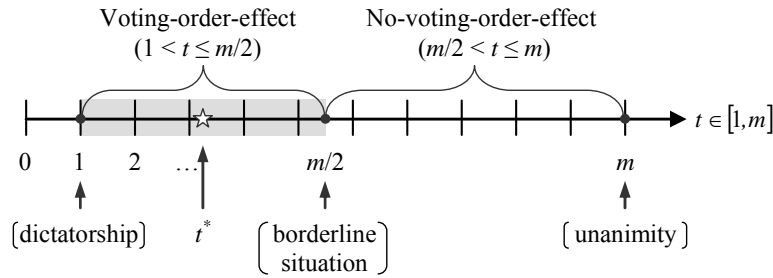 Voting-order-effect
(1 < t ≤ m/2)
No-voting-order-effect
(m/2 < t ≤ m)
t ∈ [1,m]
0 1 2 … m/2 m
[dictatorship] t* [borderline situation] [unanimity]